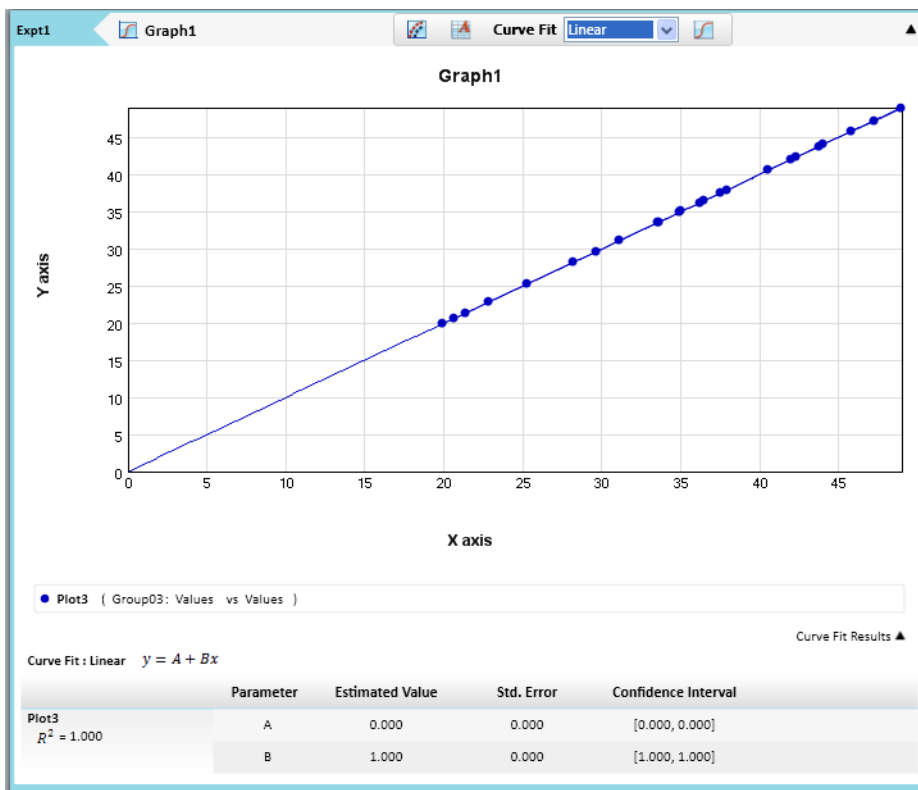 Expt1 Graph1 Curve Fit Linear
Graph1
45
40
35
30
25
20
15
10
5
0
Y axis
0 5 10 15 20 25 30 35 40 45
X axis
Plot3 ( Group03: Values vs Values )
Curve Fit Results ▲
Curve Fit : Linear y = A + Bx
Parameter Estimated Value Std. Error Confidence Interval
Plot3
R² = 1.000
A 0.000 0.000 [0.000, 0.000]
B 1.000 0.000 [1.000, 1.000]